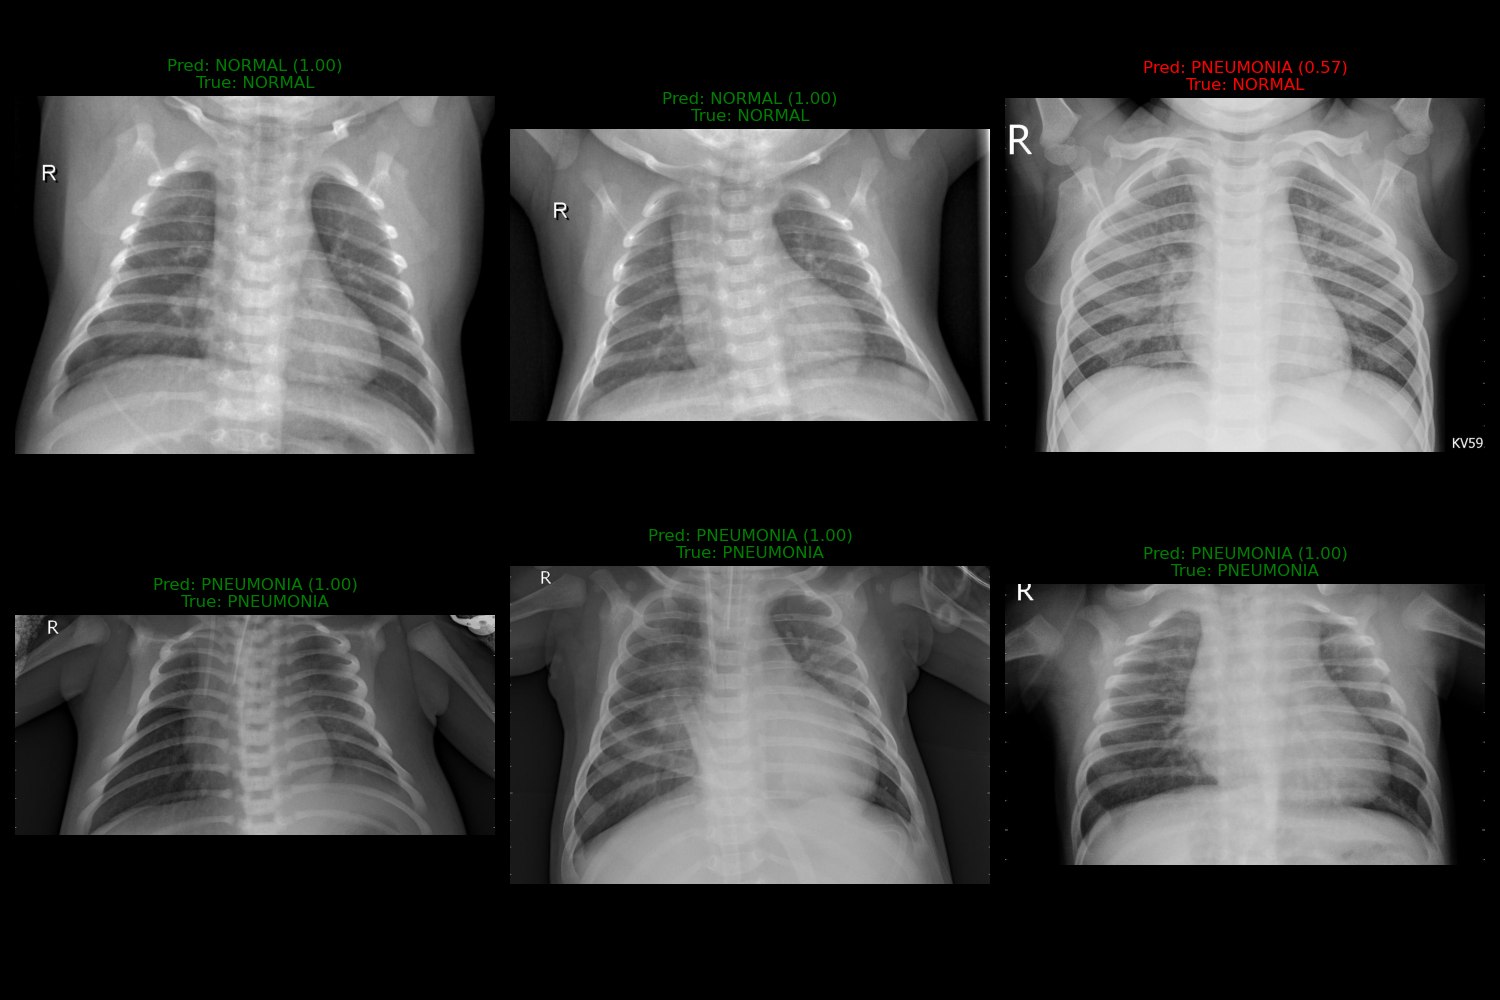 Pred: NORMAL (1.00)
True: NORMAL
R
Pred: NORMAL (1.00)
True: NORMAL
R
Pred: PNEUMONIA (0.57)
True: NORMAL
R
KV59
Pred: PNEUMONIA (1.00)
True: PNEUMONIA
R
Pred: PNEUMONIA (1.00)
True: PNEUMONIA
R
Pred: PNEUMONIA (1.00)
True: PNEUMONIA
R